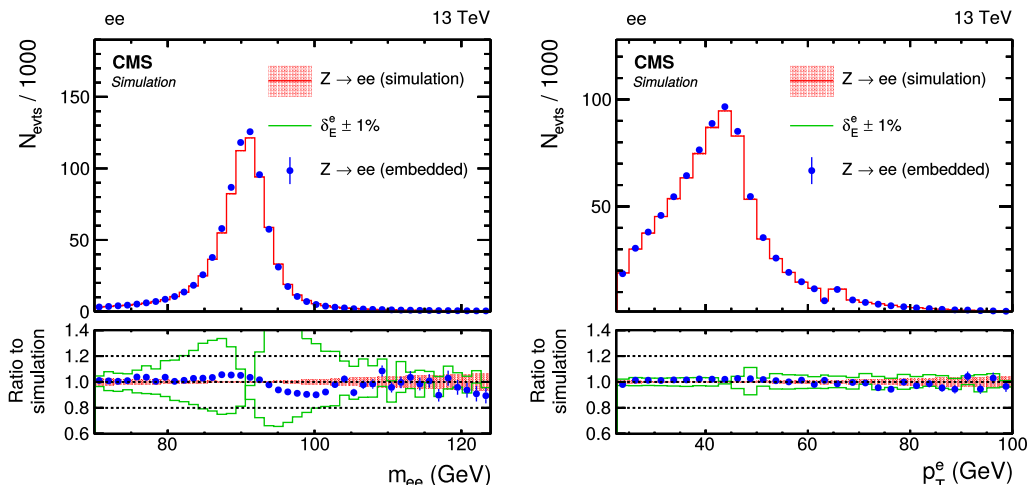 ee 13 TeV
CMS
Simulation
N_evts / 1000
Z → ee (simulation)
δ_E^e ± 1%
Z → ee (embedded)
150
100
50
0
Ratio to simulation
1.4
1.2
1.0
0.8
0.6
80 100 120
m_ee (GeV)
ee 13 TeV
CMS
Simulation
N_evts / 1000
Z → ee (simulation)
δ_E^e ± 1%
Z → ee (embedded)
100
50
Ratio to simulation
1.4
1.2
1.0
0.8
0.6
40 60 80 100
p_T^e (GeV)